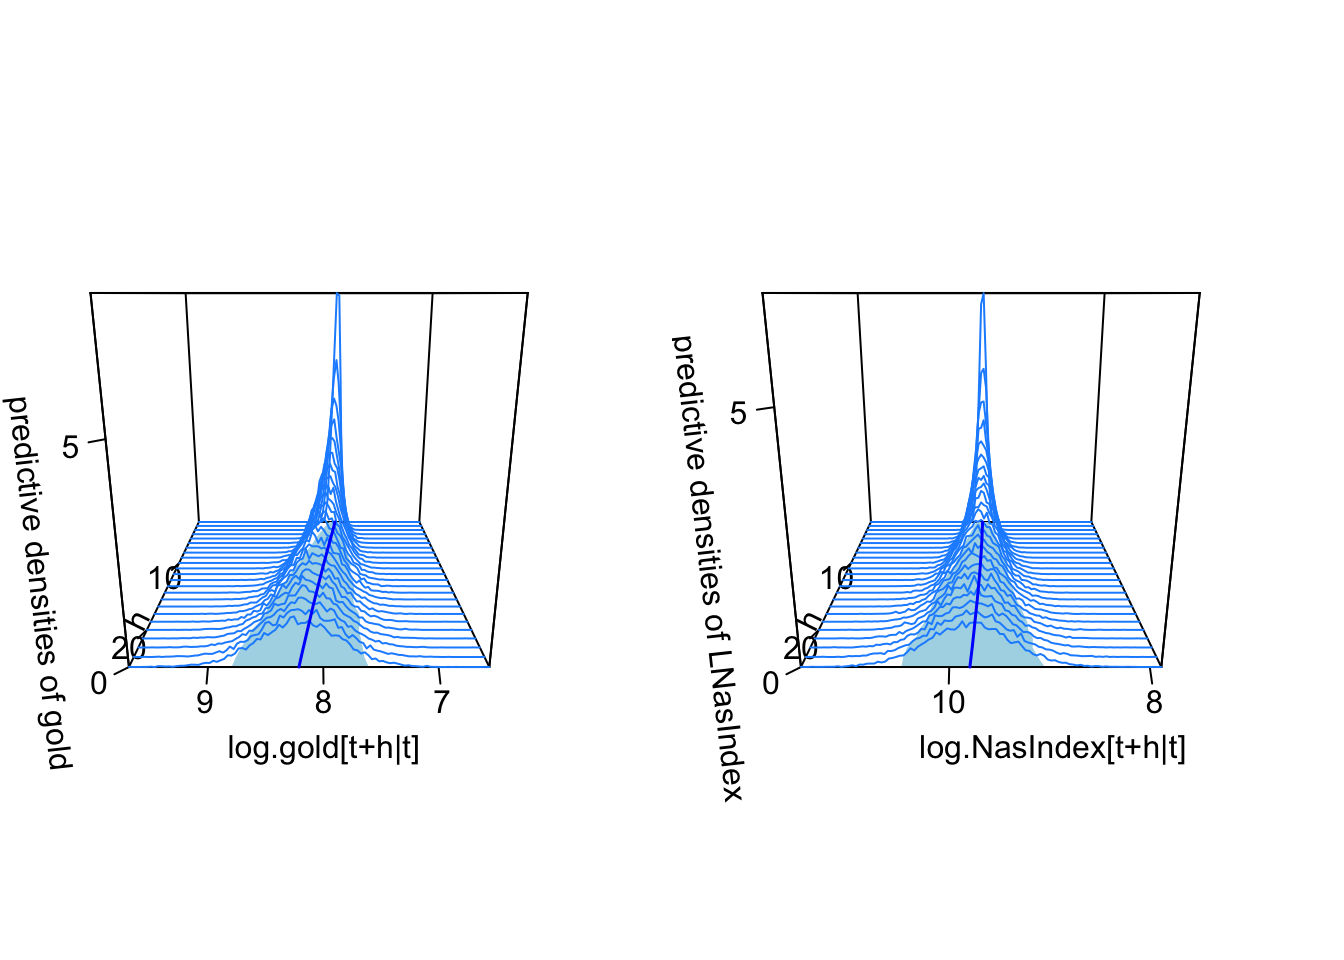 predictive densities of gold
5
0
10
20
h
9
8
7
log.gold[t+h|t]
predictive densities of LNasIndex
5
0
10
20
h
10
8
log.NasIndex[t+h|t]